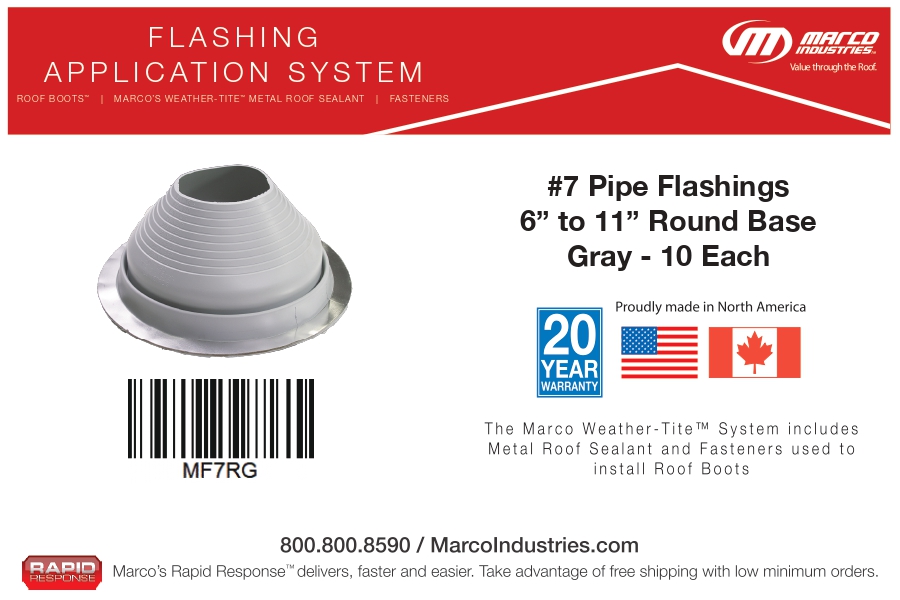 FLASHING
APPLICATION SYSTEM
ROOF BOOTS™ | MARCO'S WEATHER-TITE™ METAL ROOF SEALANT | FASTENERS
MARCO
INDUSTRIES™
Value through the Roof.
#7 Pipe Flashings
6” to 11” Round Base
Gray - 10 Each
Proudly made in North America
20
YEAR
WARRANTY
MF7RG
The Marco Weather-Tite™ System includes
Metal Roof Sealant and Fasteners used to
install Roof Boots
800.800.8590 / MarcoIndustries.com
RAPID
RESPONSE
Marco’s Rapid Response™ delivers, faster and easier. Take advantage of free shipping with low minimum orders.